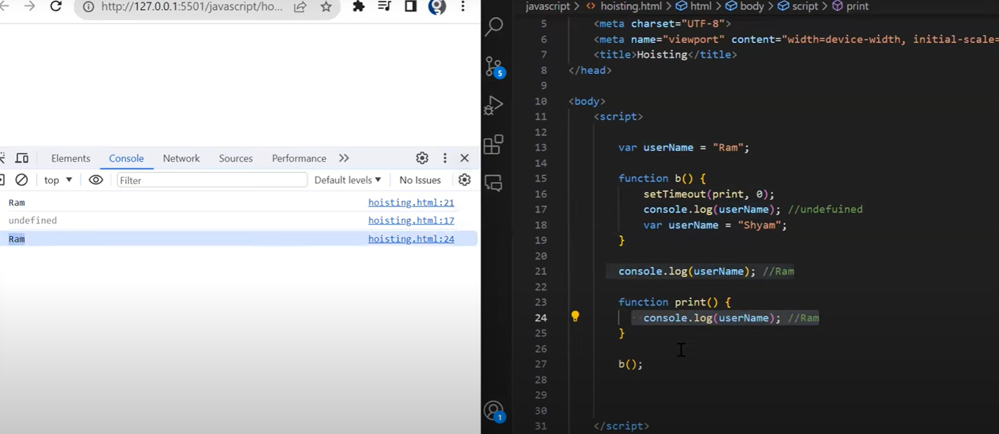 http://127.0.0.1:5501/javascript/ho...
Elements Console Network Sources Performance
top Filter Default levels No Issues
Ram hoisting.html:21
undefined hoisting.html:17
Ram hoisting.html:24
javascript > hoisting.html > html > body > script > print
5 <meta charset="UTF-8">
6 <meta name="viewport" content="width=device-width, initial-scale=
7 <title>Hoisting</title>
8 </head>
9
10 <body>
11 <script>
12
13 var userName = "Ram";
14
15 function b() {
16 setTimeout(print, 0);
17 console.log(userName); //undefuined
18 var userName = "Shyam";
19 }
20
21 console.log(userName); //Ram
22
23 function print() {
24 console.log(userName); //Ram
25 }
26
27 b();
28
29
30
31 </script>
5
1